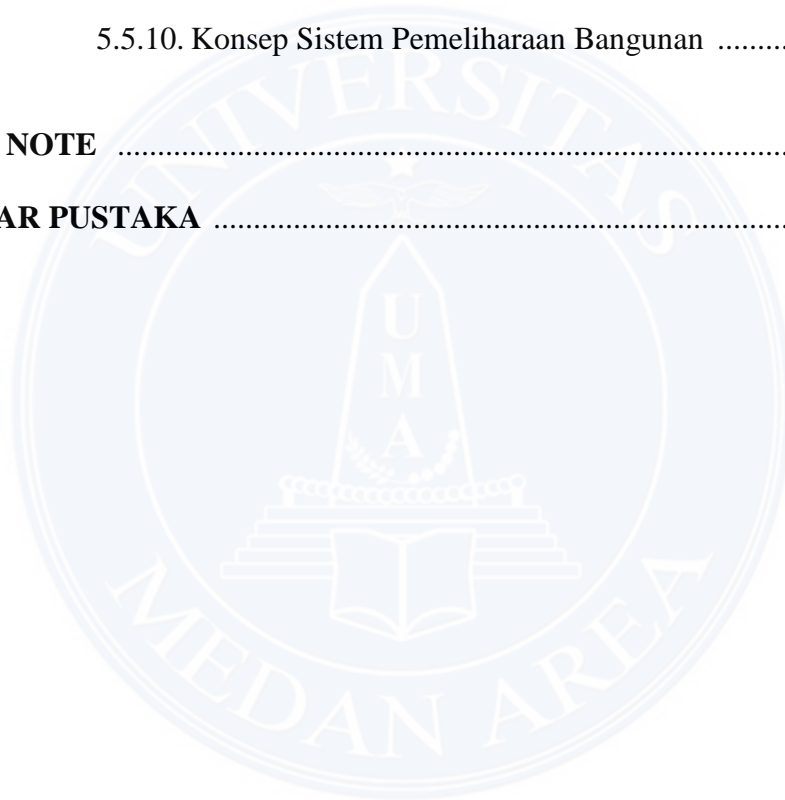 5.5.10. Konsep Sistem Pemeliharaan Bangunan ..........
NOTE ....................................................................................
AR PUSTAKA ........................................................................
UNIVERSITAS
U
M
A
MEDAN AREA